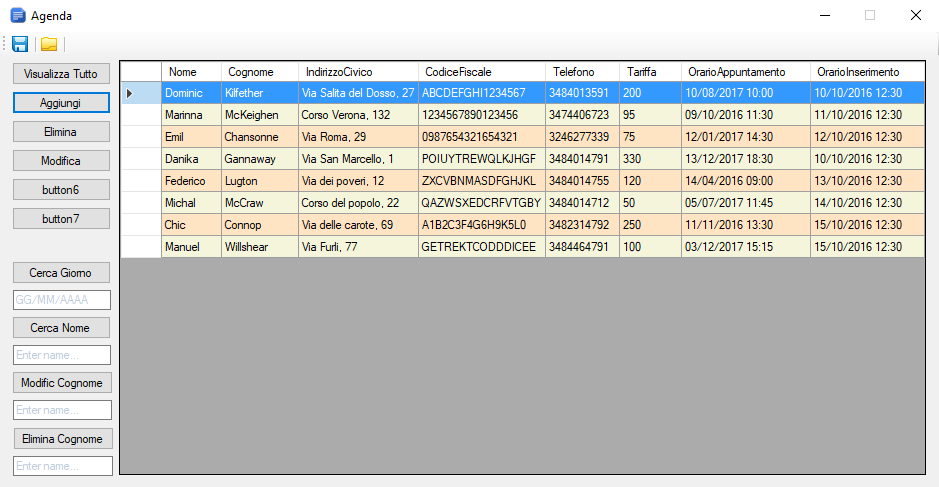 Agenda
Visualizza Tutto
Aggiungi
Elimina
Modifica
button6
button7
Cerca Giorno
GG/MM/AAAA
Cerca Nome
Enter name...
Modific Cognome
Enter name...
Elimina Cognome
Enter name...
Nome Cognome IndirizzoCivico CodiceFiscale Telefono Tariffa OrarioAppuntamento OrarioInserimento
Dominic Kilfether Via Salita del Dosso, 27 ABCDEFGHI1234567 3484013591 200 10/08/2017 10:00 10/10/2016 12:30
Marinna McKeighen Corso Verona, 132 1234567890123456 3474406723 95 09/10/2016 11:30 11/10/2016 12:30
Emil Chansonne Via Roma, 29 0987654321654321 3246277339 75 12/01/2017 14:30 12/10/2016 12:30
Danika Gannaway Via San Marcello, 1 POIUYTREWQLKJHGF 3484014791 330 13/12/2017 18:30 10/10/2016 12:30
Federico Lugton Via dei poveri, 12 ZXCVBNMASDFGHJKL 3484014755 120 14/04/2016 09:00 13/10/2016 12:30
Michal McCraw Corso del popolo, 22 QAZWSXEDCRFVTGBY 3484014712 50 05/07/2017 11:45 14/10/2016 12:30
Chic Connop Via delle carote, 69 A1B2C3F4G6H9K5L0 3482314792 250 11/11/2016 13:30 15/10/2016 12:30
Manuel Willshear Via Furli, 77 GETREKTCODDDICEE 3484464791 100 03/12/2017 15:15 15/10/2016 12:30